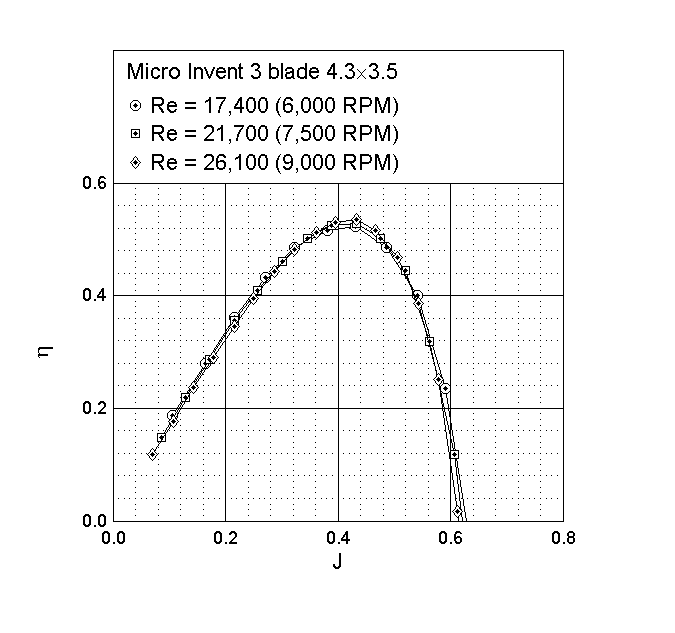 Micro Invent 3 blade 4.3×3.5
Re = 17,400 (6,000 RPM)
Re = 21,700 (7,500 RPM)
Re = 26,100 (9,000 RPM)
0.6
0.4
η
0.2
0.0
0.0 0.2 0.4 0.6 0.8
J